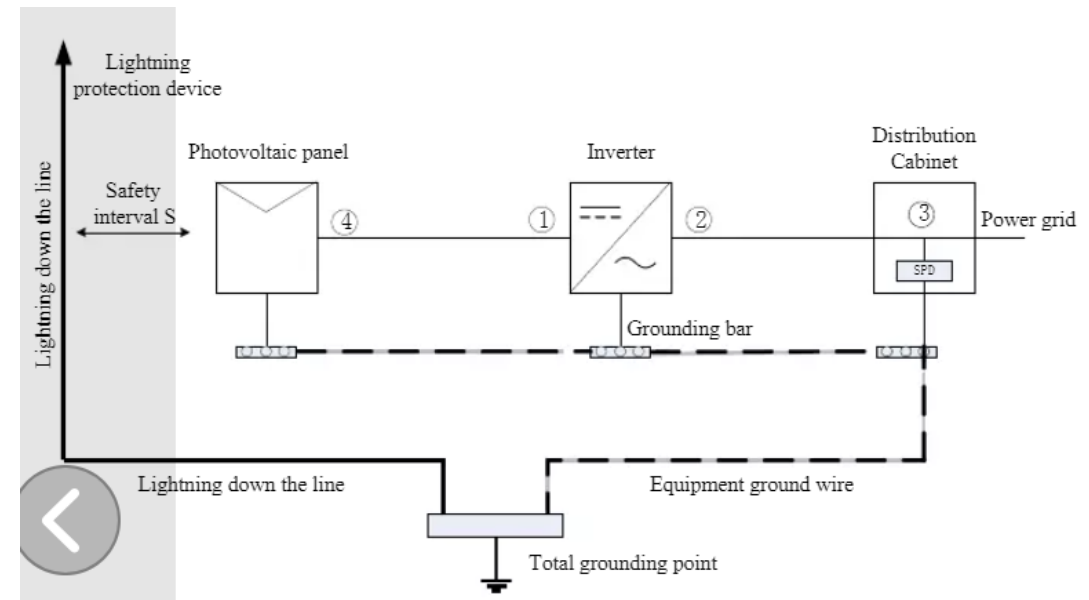 Lightning
protection device
Lightning down the line
Safety
interval S
Photovoltaic panel
④
①
Inverter
②
Distribution
Cabinet
③
SPD
Power grid
Grounding bar
Lightning down the line
Equipment ground wire
Total grounding point